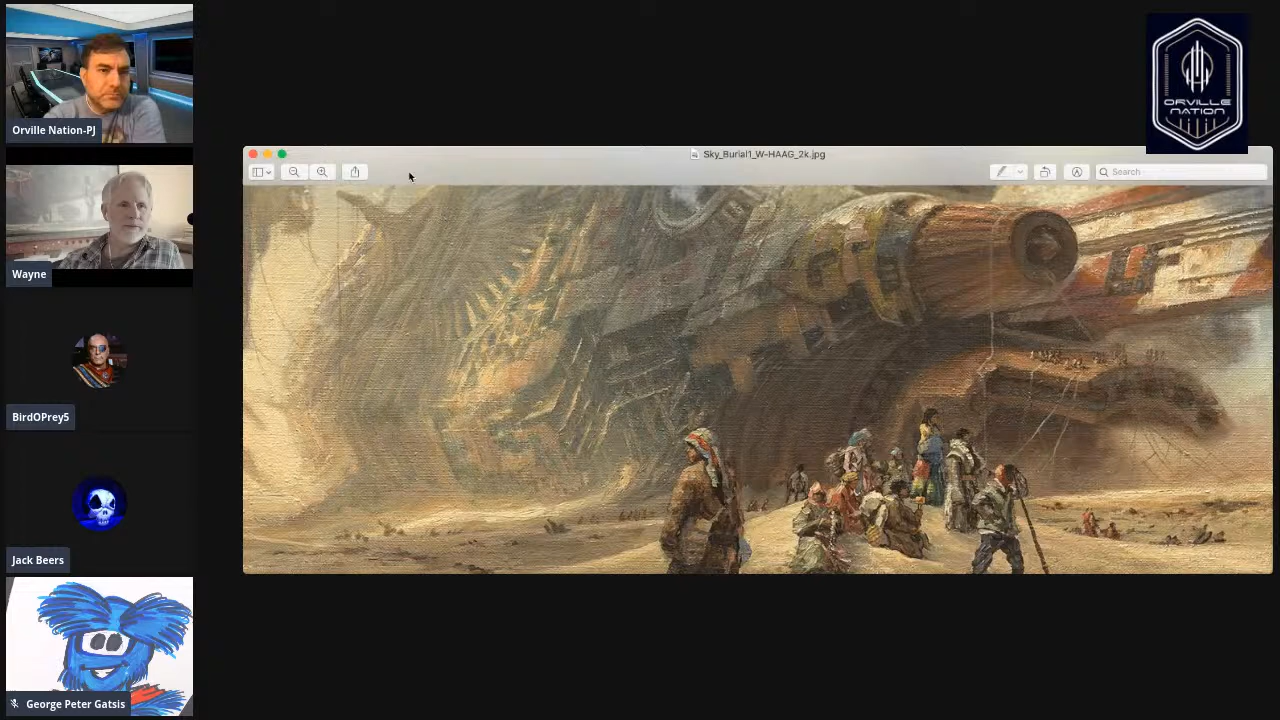 Orville Nation-PJ
Wayne
BirdOPrey5
Jack Beers
George Peter Gatsis
Sky_Burial1_W-HAAG_2k.jpg
Search
ORVILLE
NATION